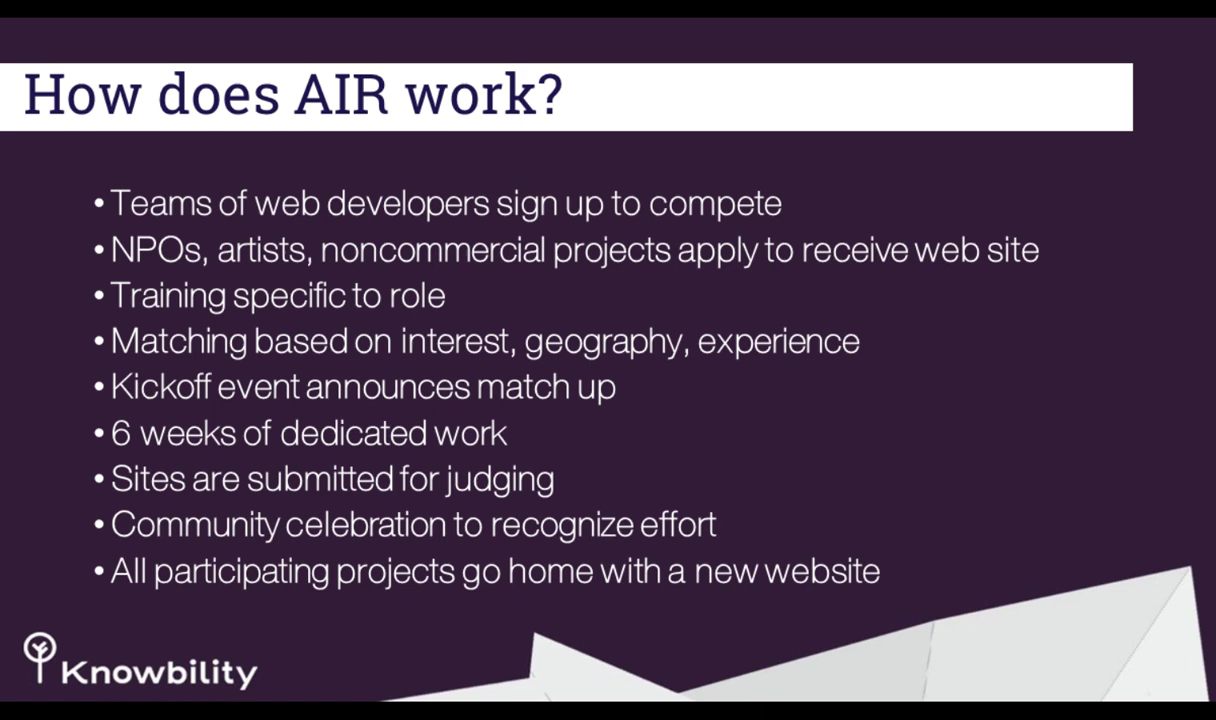 How does AIR work?
• Teams of web developers sign up to compete
• NPOs, artists, noncommercial projects apply to receive web site
• Training specific to role
• Matching based on interest, geography, experience
• Kickoff event announces match up
• 6 weeks of dedicated work
• Sites are submitted for judging
• Community celebration to recognize effort
• All participating projects go home with a new website
Knowbility